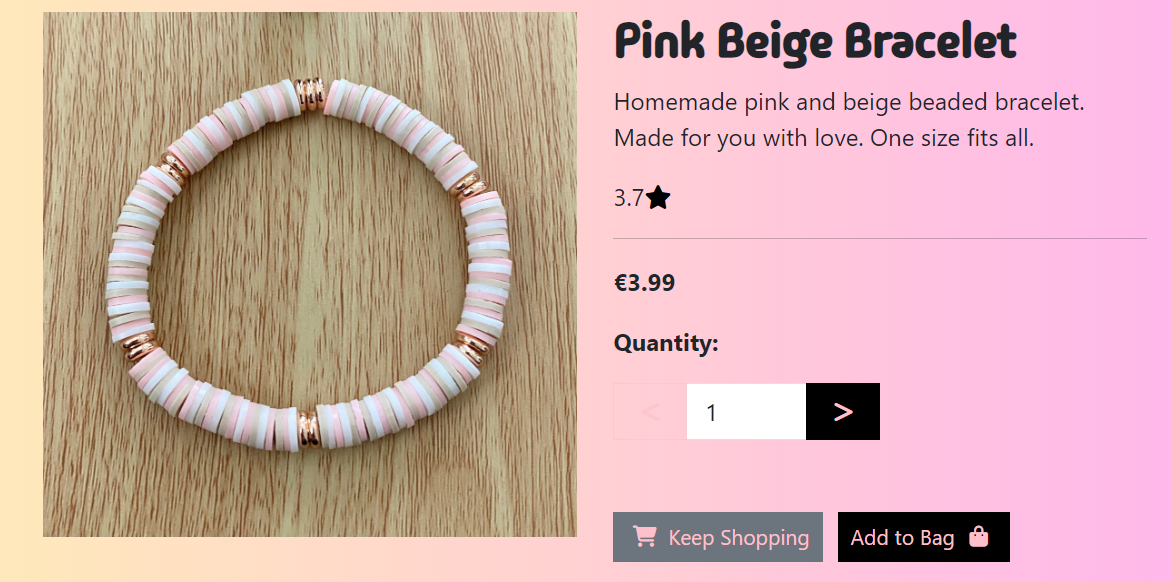 Pink Beige Bracelet
Homemade pink and beige beaded bracelet.
Made for you with love. One size fits all.
3.7
€3.99
Quantity:
< 1 >
Keep Shopping
Add to Bag